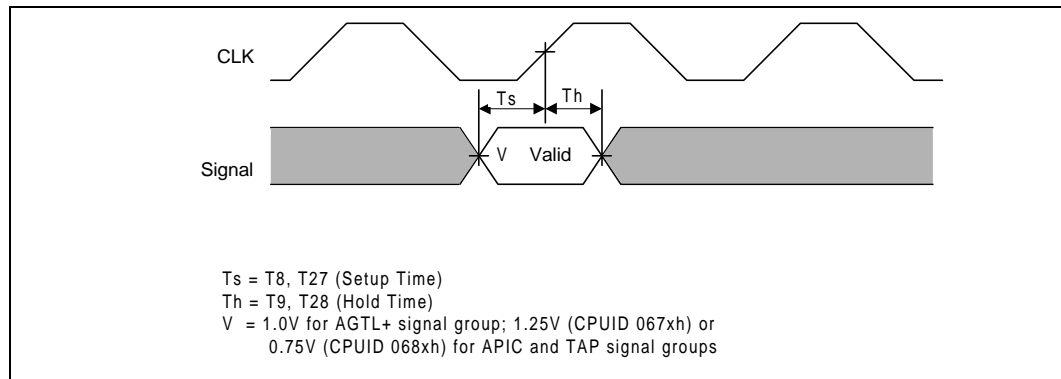 CLK
Ts Th
Signal
V Valid
Ts = T8, T27 (Setup Time)
Th = T9, T28 (Hold Time)
V = 1.0V for AGTL+ signal group; 1.25V (CPUID 067xh) or
0.75V (CPUID 068xh) for APIC and TAP signal groups